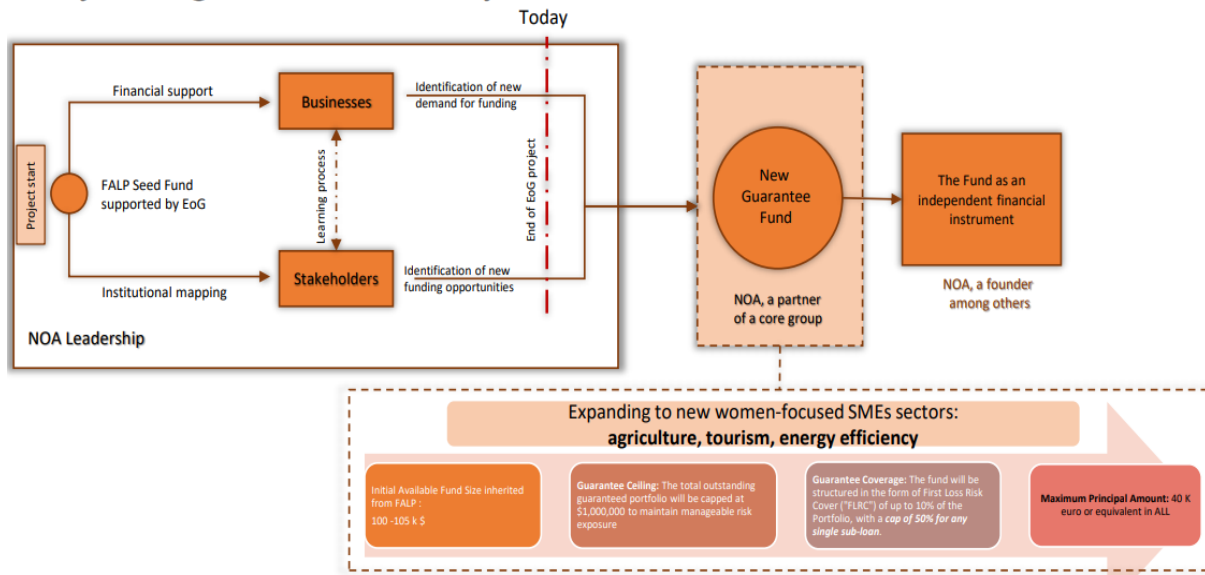 Today
Financial support
Businesses
Identification of new
demand for funding
Project start
FALP Seed Fund
supported by EoG
Learning process
End of EoG project
Stakeholders
Institutional mapping
Identification of new
funding opportunities
NOA Leadership
New
Guarantee
Fund
NOA, a partner
of a core group
The Fund as an
independent financial
instrument
NOA, a founder
among others
Expanding to new women-focused SMEs sectors:
agriculture, tourism, energy efficiency
Initial Available Fund Size inherited
from FALP :
100 -105 k $
Guarantee Ceiling: The total outstanding
guaranteed portfolio will be capped at
$1,000,000 to maintain manageable risk
exposure
Guarantee Coverage: The fund will be
structured in the form of First Loss Risk
Cover ("FLRC") of up to 10% of the
Portfolio, with a cap of 50% for any
single sub-loan.
Maximum Principal Amount: 40 K
euro or equivalent in ALL